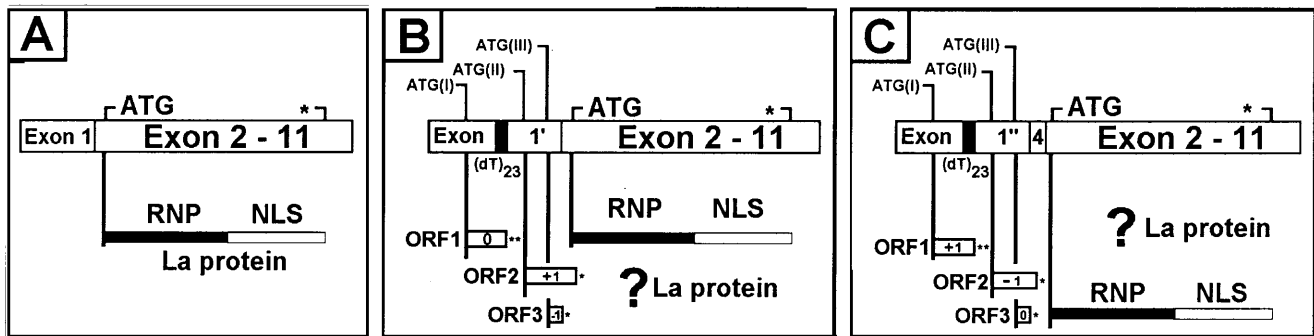 A
ATG
*
Exon 1
Exon 2 - 11
RNP
NLS
La protein
B
ATG(III)
ATG(II)
ATG(I)
ATG
*
Exon
1'
Exon 2 - 11
(dT)23
RNP
NLS
ORF1
0
**
ORF2
+1
*
? La protein
ORF3
-1
*
C
ATG(III)
ATG(II)
ATG(I)
ATG
*
Exon
1"
4
Exon 2 - 11
(dT)23
? La protein
ORF1
+1
**
ORF2
-1
*
RNP
NLS
ORF3
0
*